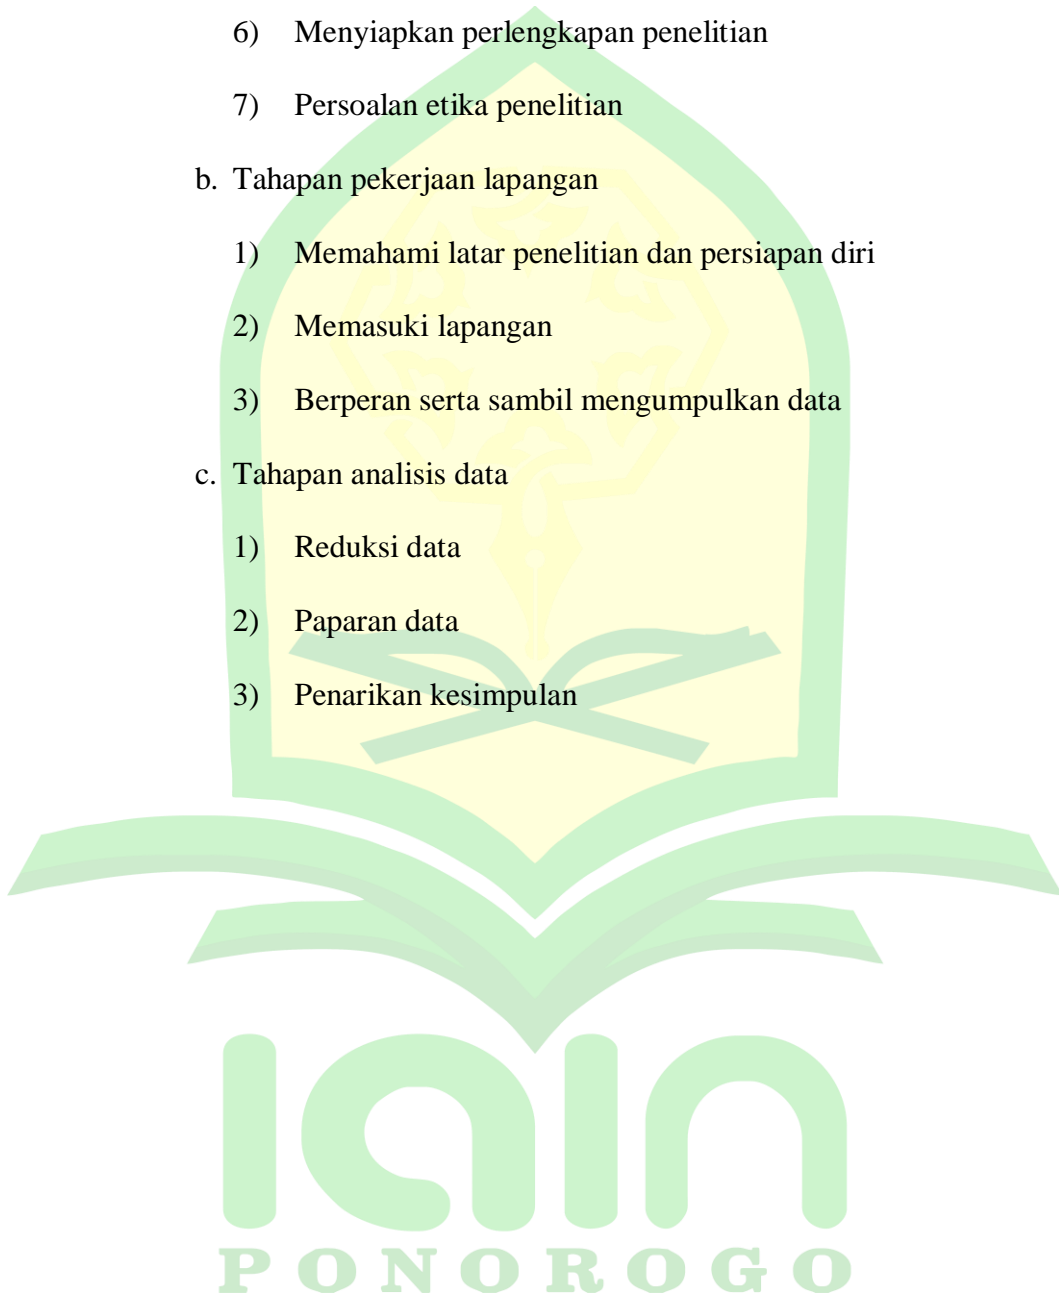 6) Menyiapkan perlengkapan penelitian
7) Persoalan etika penelitian
b. Tahapan pekerjaan lapangan
1) Memahami latar penelitian dan persiapan diri
2) Memasuki lapangan
3) Berperan serta sambil mengumpulkan data
c. Tahapan analisis data
1) Reduksi data
2) Paparan data
3) Penarikan kesimpulan
iain
PONOROGO